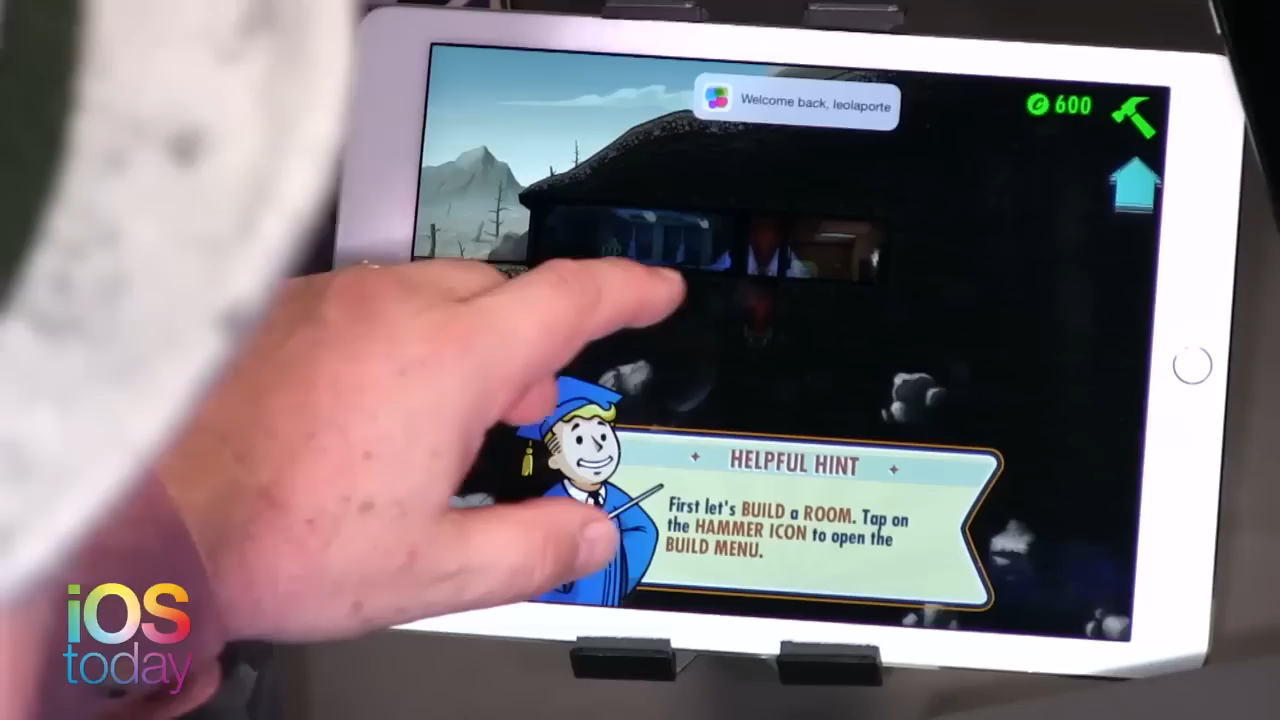 Welcome back, leolaporte
600
HELPFUL HINT
First let's BUILD a ROOM. Tap on
the HAMMER ICON to open the
BUILD MENU.
iOS
today